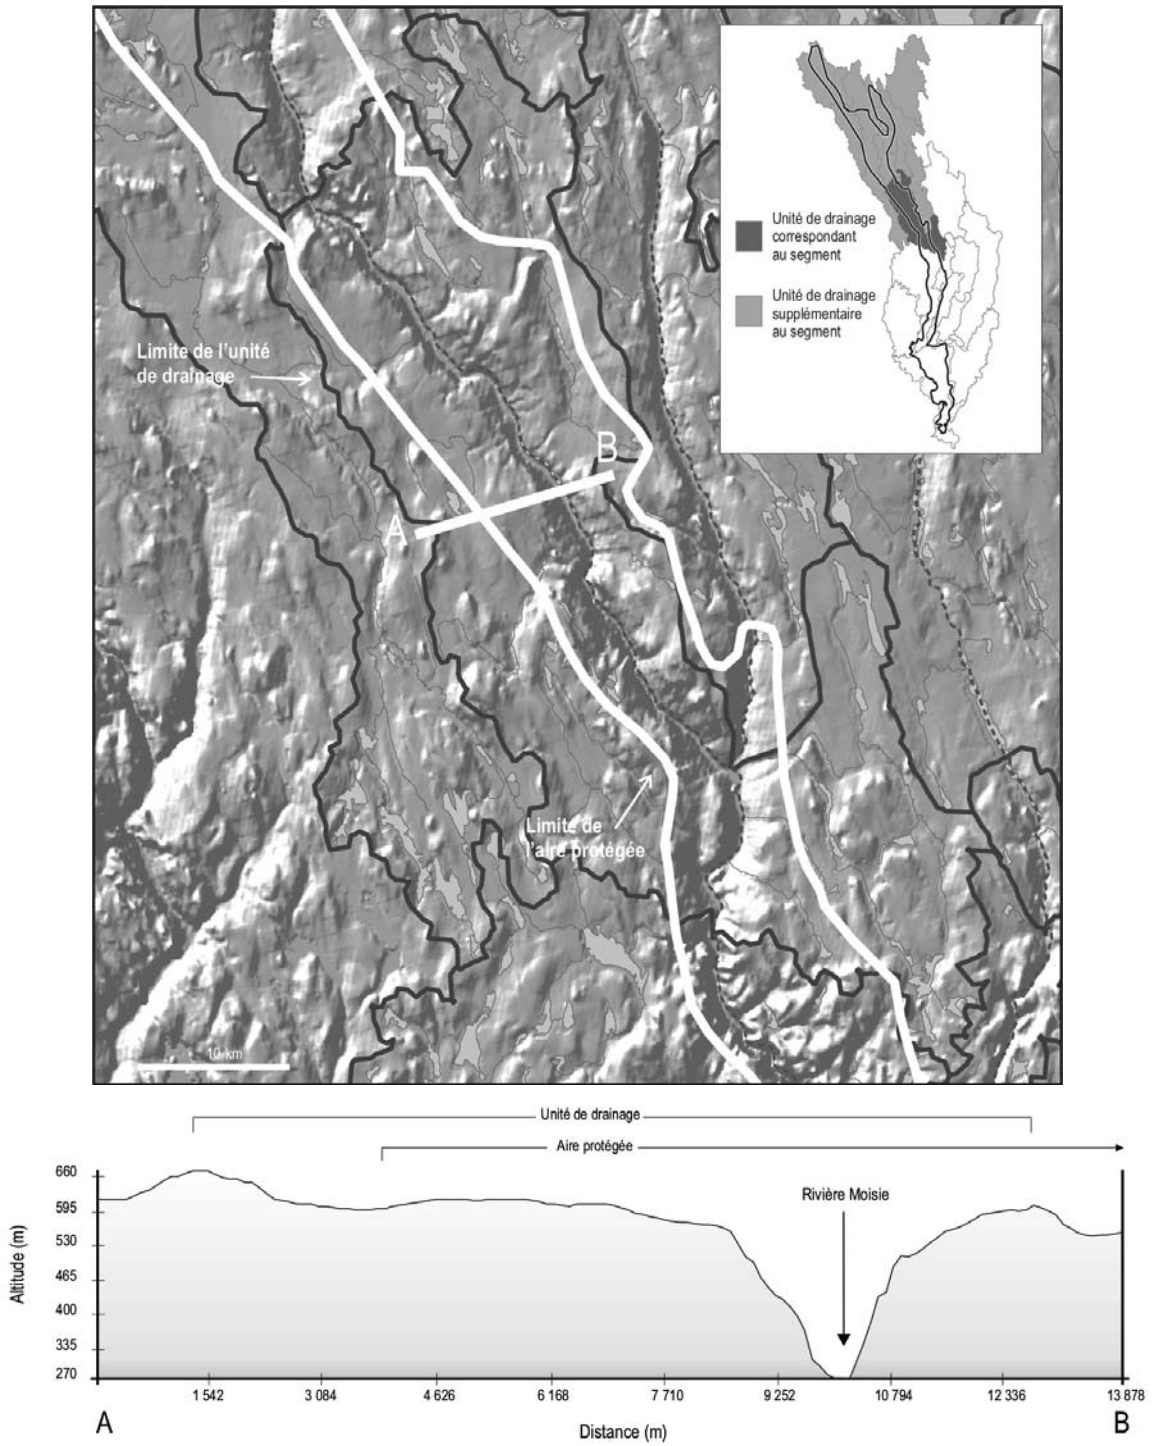 Unité de drainage
correspondant
au segment
Unité de drainage
supplémentaire
au segment
Limite de l'unité
de drainage
B
A
Limite de
l'aire protégée
10 km
Unité de drainage
Aire protégée
Rivière Moisie
Altitude (m)
660
595
530
465
400
335
270
1 542
3 084
4 626
6 168
7 710
9 252
10 794
12 336
13 878
A
Distance (m)
B